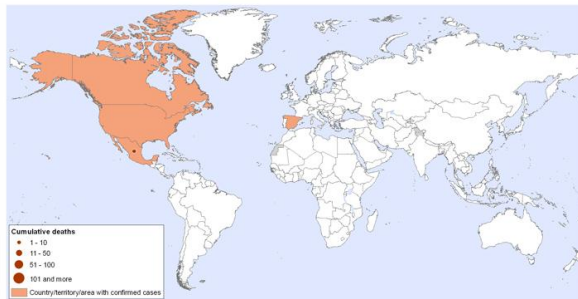 Cumulative deaths
1 - 10
11 - 50
51 - 100
101 and more
Country/territory/area with confirmed cases